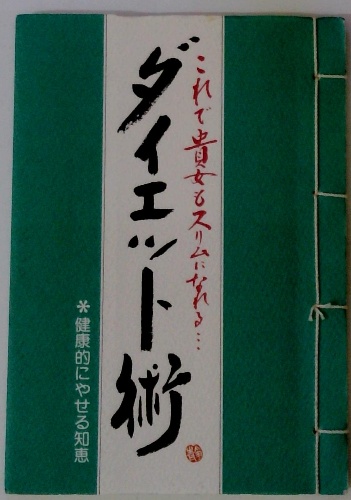 これで貴女もスリムになれる…
ダイエット術
*健康的にやせる知恵